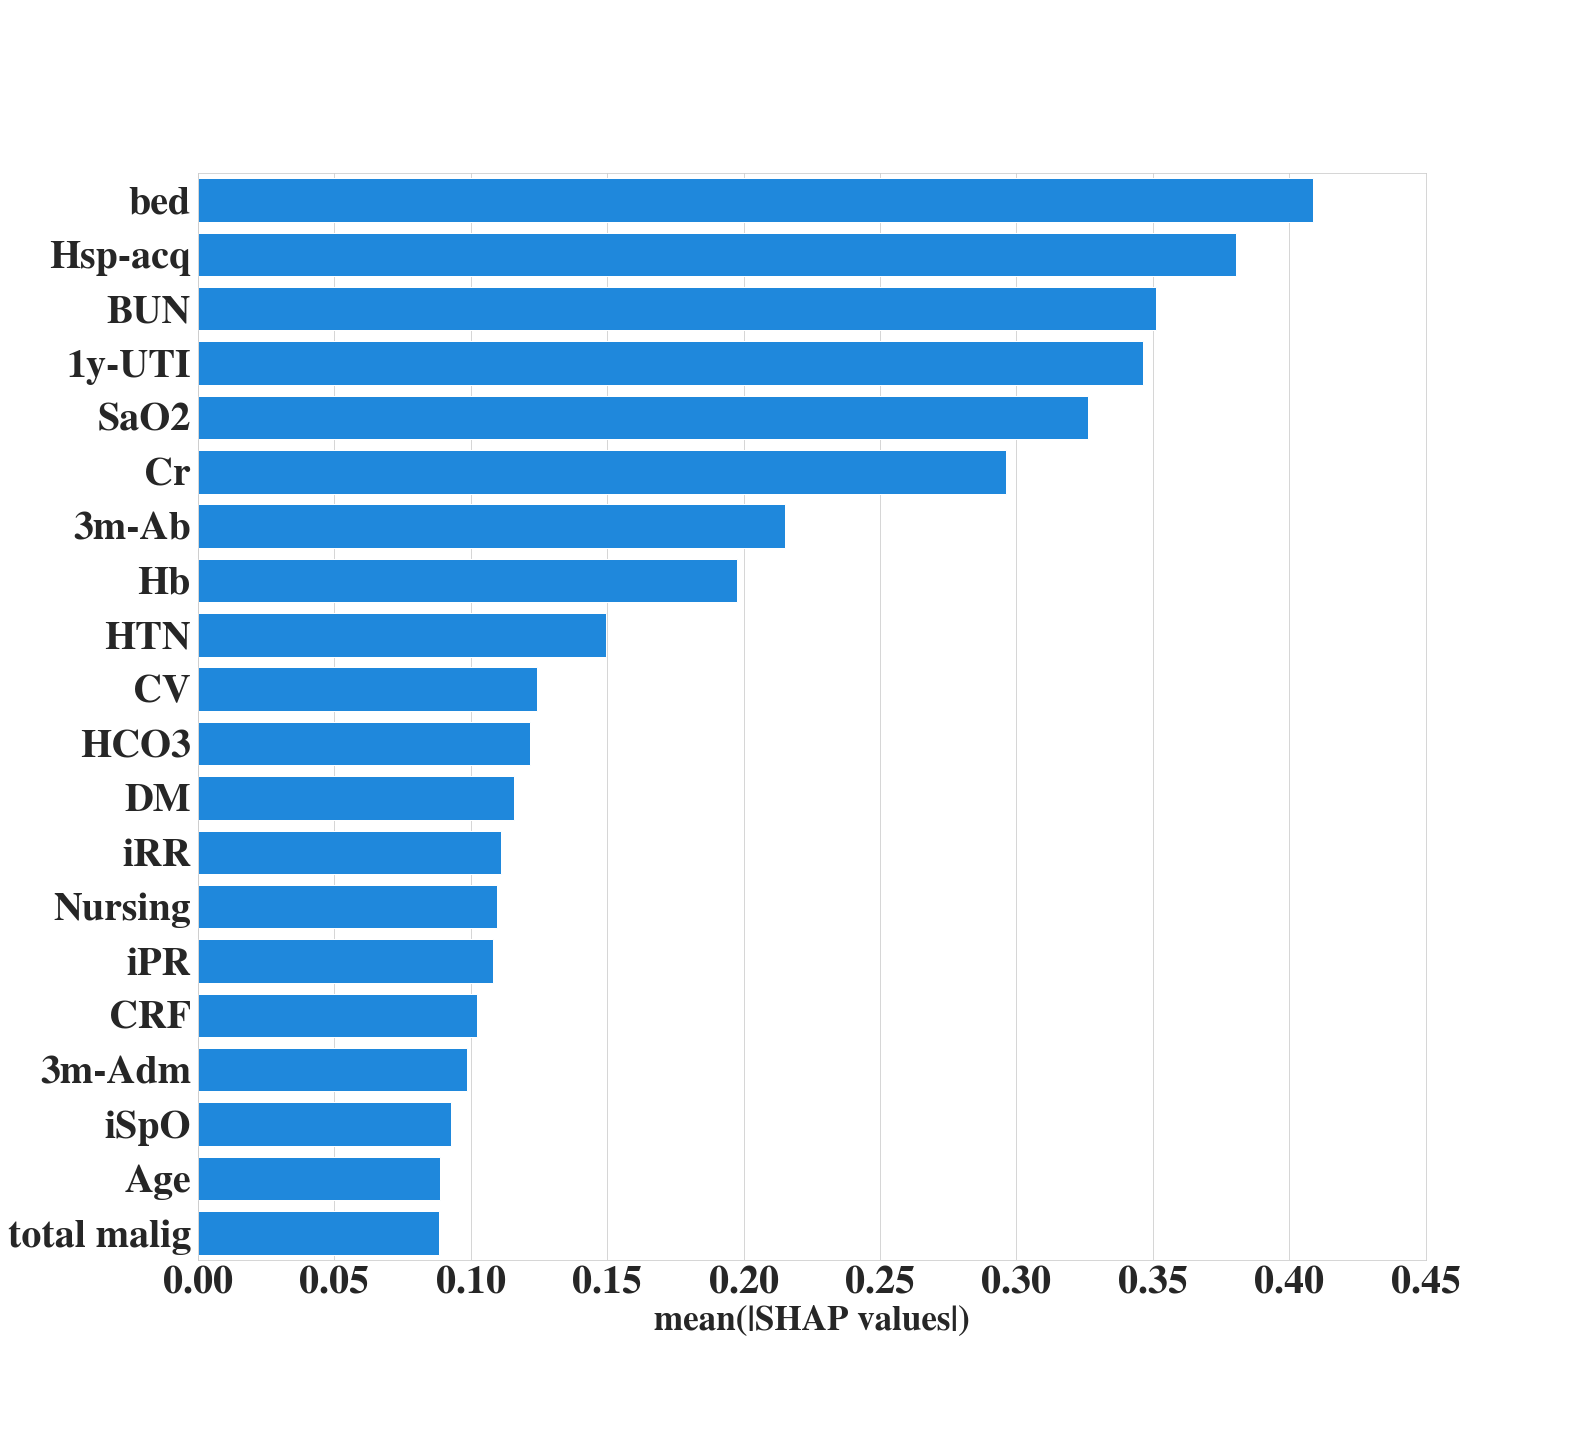 bed
Hsp-acq
BUN
1y-UTI
SaO2
Cr
3m-Ab
Hb
HTN
CV
HCO3
DM
iRR
Nursing
iPR
CRF
3m-Adm
iSpO
Age
total malig
0.00 0.05 0.10 0.15 0.20 0.25 0.30 0.35 0.40 0.45
mean(|SHAP values|)